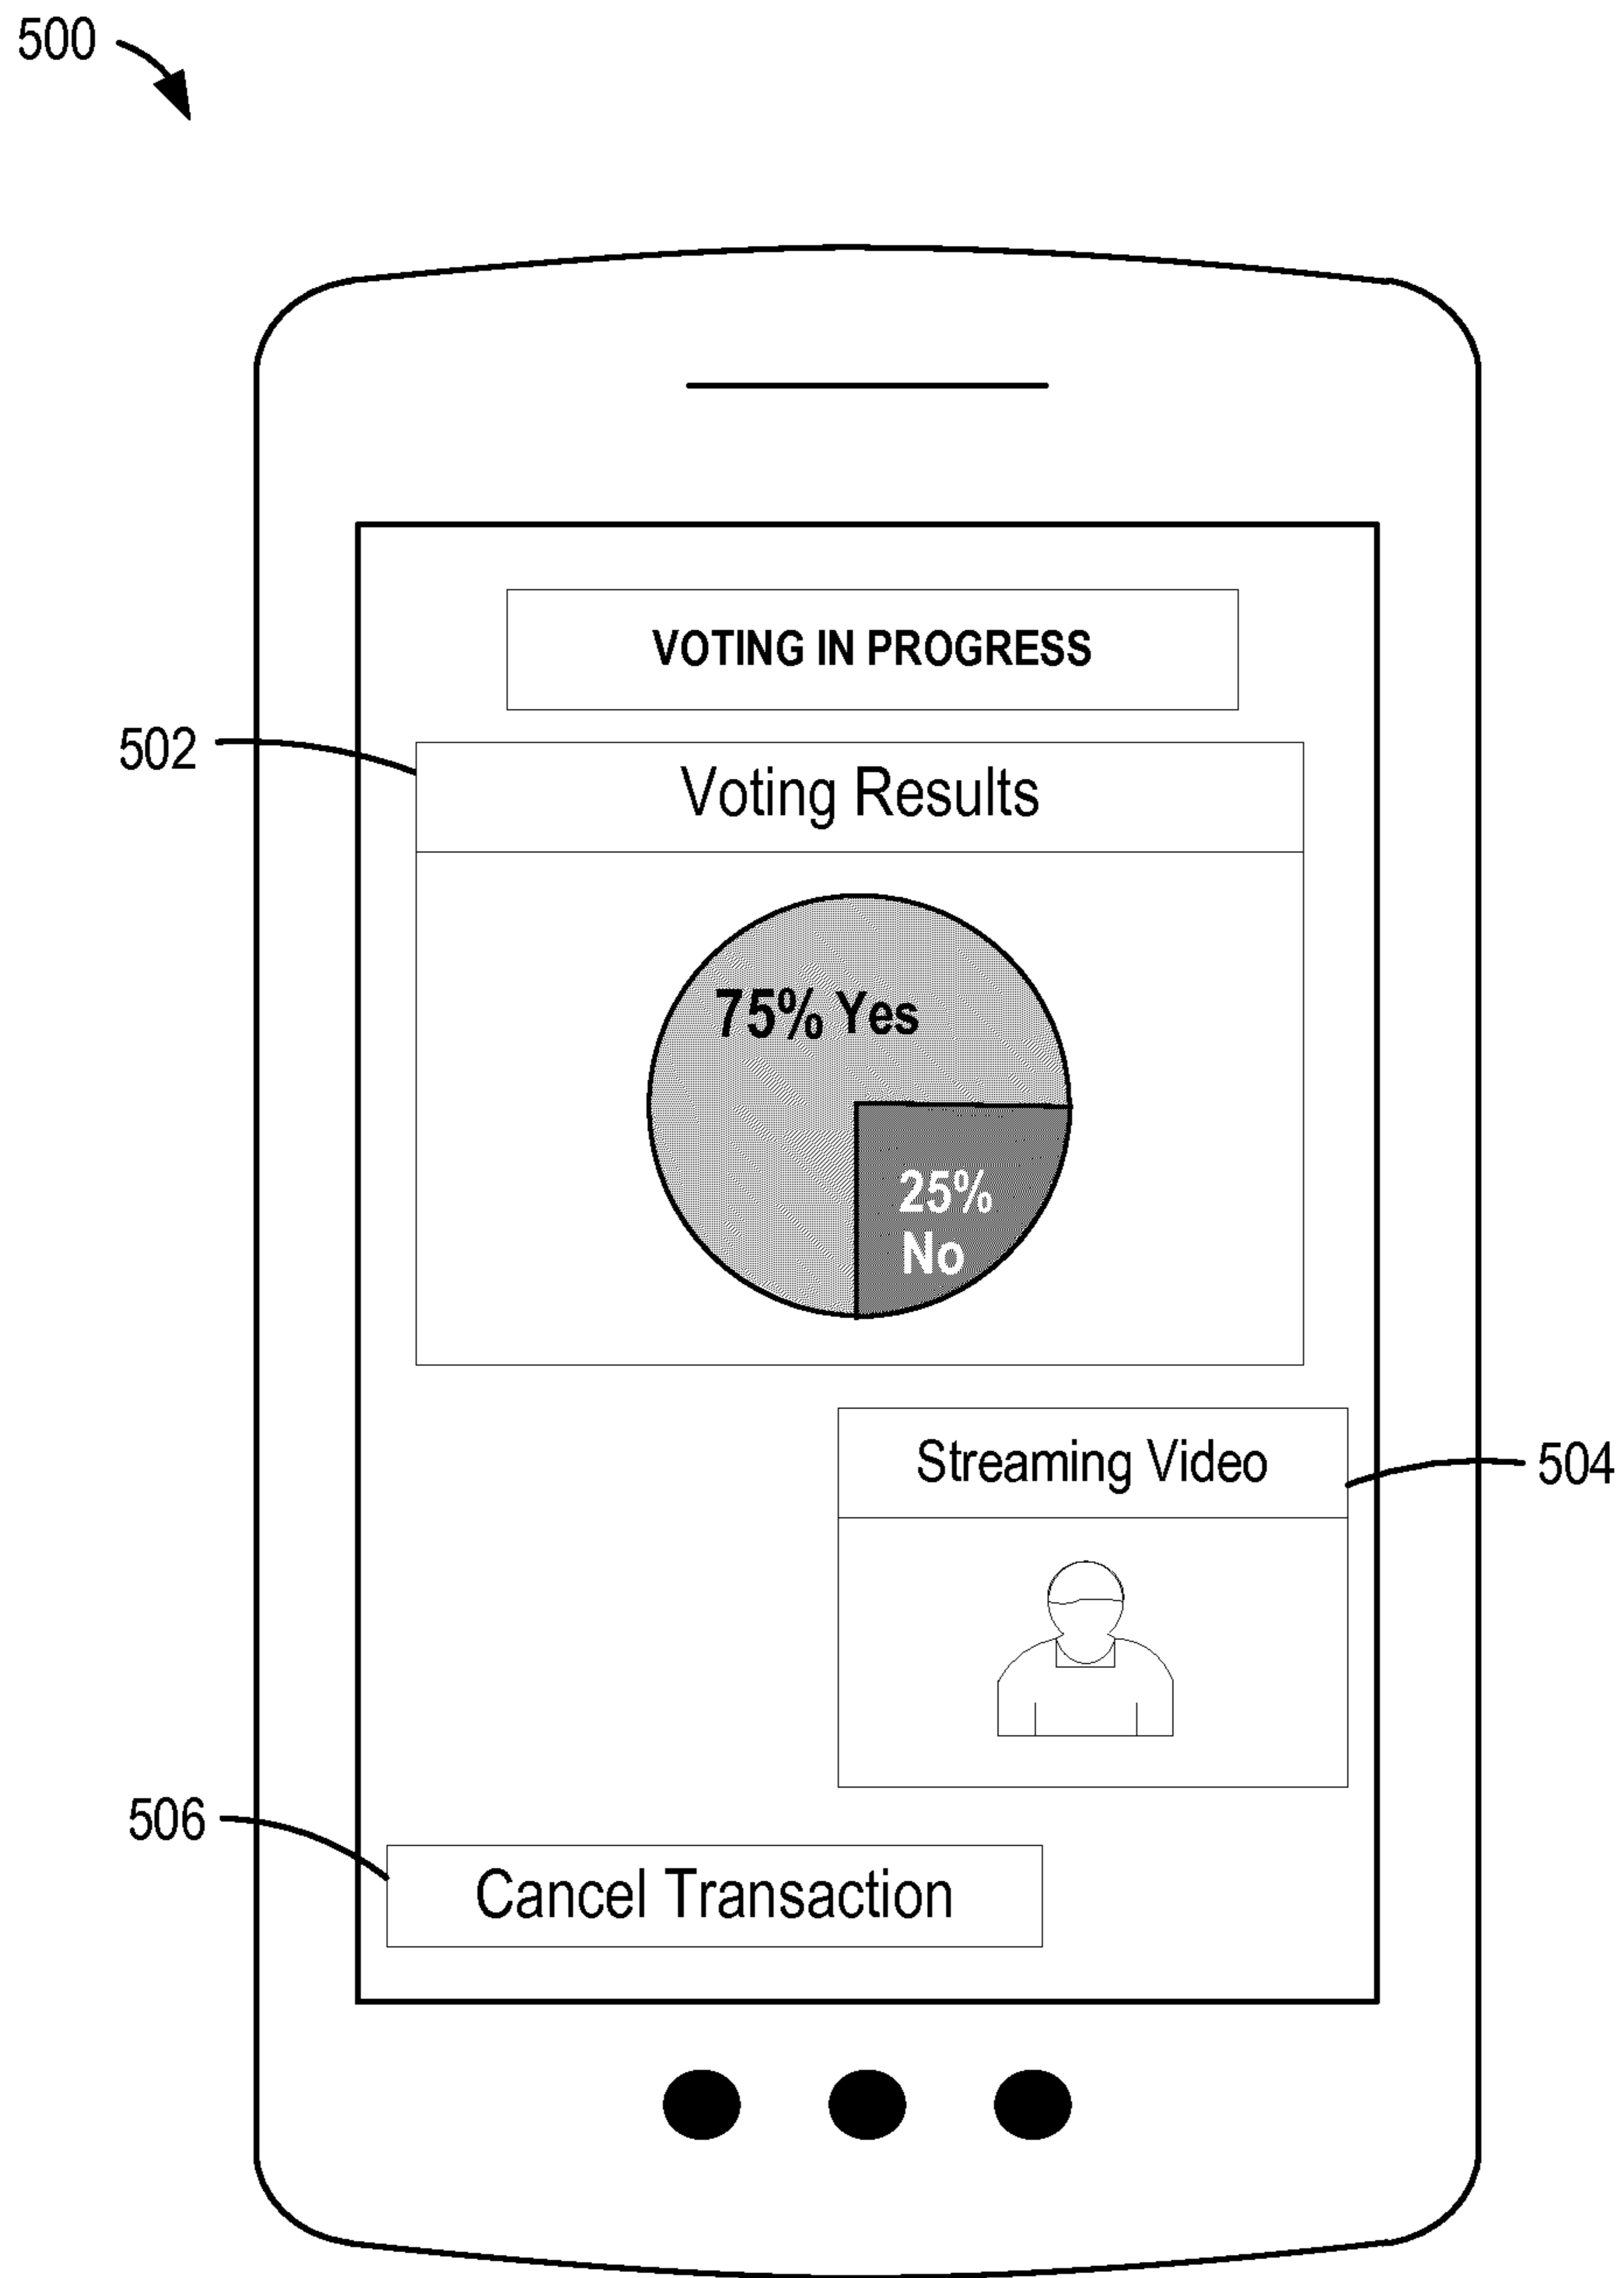 500
VOTING IN PROGRESS
502
Voting Results
75% Yes
25%
No
Streaming Video
504
506
Cancel Transaction